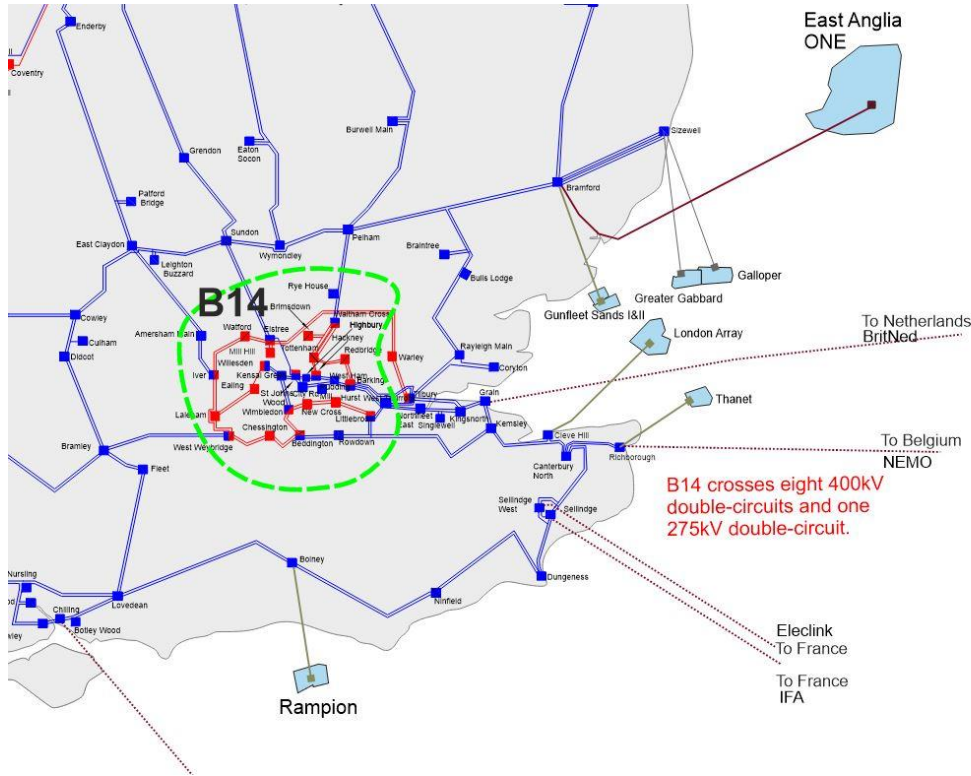 East Anglia
ONE
Enderby
Coventry
Burwell Main
Sizewell
Eaton
Socon
Grendon
Bramford
Patford
Bridge
Pelham
Sundon
East Claydon
Wymondley
Braintree
Leighton
Buzzard
Bulls Lodge
Galloper
Greater Gabbard
Rye House
B14
Brimsdown
Gunfleet Sands I&II
Waltham Cross
Cowley
Watford
Elstree
Highbury
To Netherlands
BritNed
Amersham Main
Hackney
London Array
Culham
Mill Hill
Tottenham
Redbridge
Didcot
Warley
Rayleigh Main
Willesden
Iver
Kensal Green
West Ham
Barking
Coryton
Ealing
St Johns
Wood
City Rd
Hurst
Grain
Thanet
Wimbledon
New Cross
Laleham
Littlebrook
Northfleet
East
Singlewell
Kingsnorth
Kemsley
Chessington
Cleve Hill
To Belgium
NEMO
Bramley
West Weybridge
Beddington
Rowdown
Richborough
Canterbury
North
Fleet
B14 crosses eight 400kV
double-circuits and one
275kV double-circuit.
Sellindge
West
Sellindge
Nursling
Bolney
Dungeness
Chilling
Lovedean
Ninfield
Botley Wood
Eleclink
To France
To France
IFA
Rampion